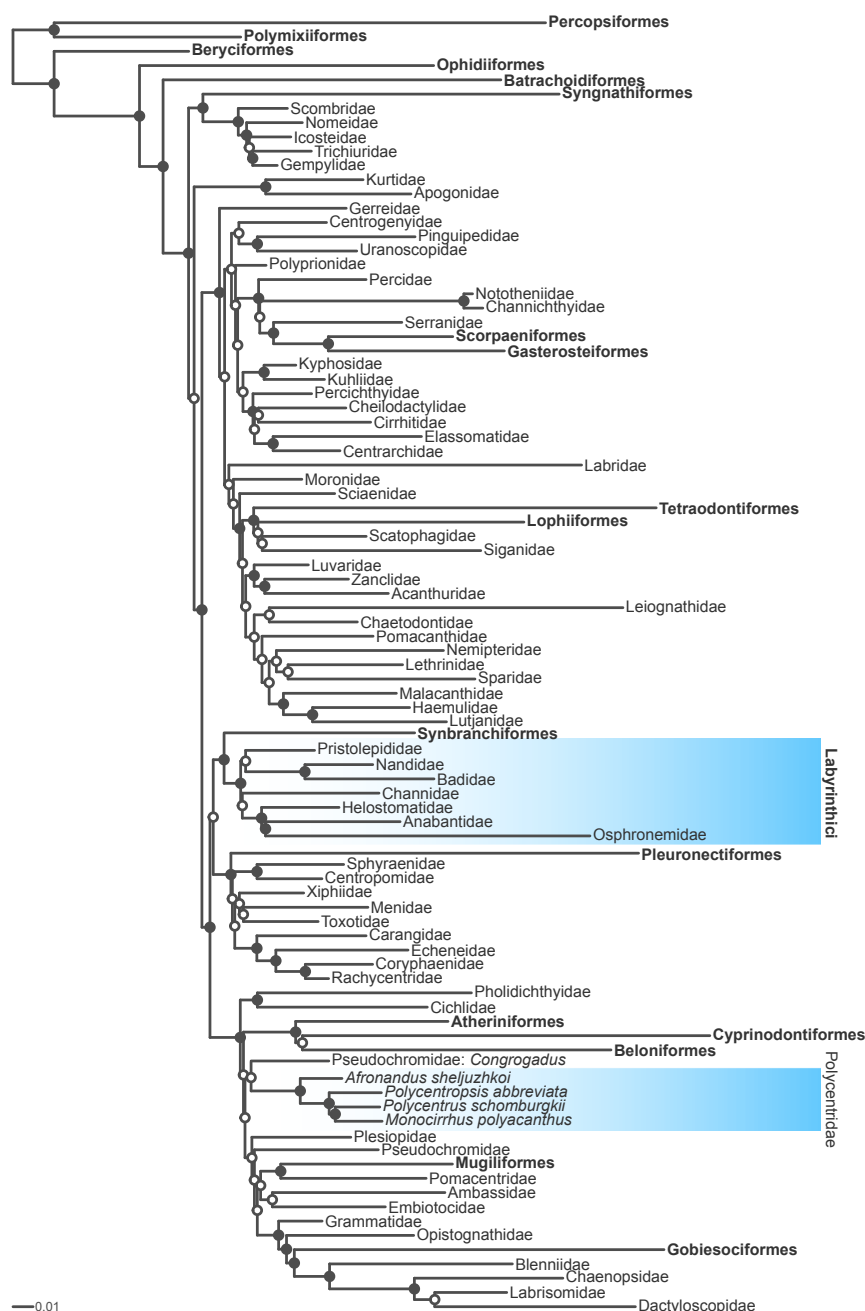 Percopsiformes
Polymixiiformes
Beryciformes
Ophidiiformes
Batrachoidiformes
Syngnathiformes
Scombridae
Nomeidae
Icosteidae
Trichiuridae
Gempylidae
Kurtidae
Apogonidae
Gerreidae
Centrogenyidae
Pinguipedidae
Uranoscopidae
Polyprionidae
Percidae
Nototheniidae
Channichthyidae
Serranidae
Scorpaeniformes
Gasterosteiformes
Kyphosidae
Kuhliidae
Percichthyidae
Cheilodactylidae
Cirrhitidae
Elassomatidae
Centrarchidae
Labridae
Moronidae
Sciaenidae
Tetraodontiformes
Lophiiformes
Scatophagidae
Siganidae
Luvaridae
Zanclidae
Acanthuridae
Leiognathidae
Chaetodontidae
Pomacanthidae
Nemipteridae
Lethrinidae
Sparidae
Malacanthidae
Haemulidae
Lutjanidae
Synbranchiformes
Pristolepididae
Nandidae
Badidae
Channidae
Helostomatidae
Anabantidae
Osphronemidae
Labyrinthici
Pleuronectiformes
Sphyraenidae
Centropomidae
Xiphiidae
Menidae
Toxotidae
Carangidae
Echeneidae
Coryphaenidae
Rachycentridae
Pholidichthyidae
Cichlidae
Atheriniformes
Cyprinodontiformes
Beloniformes
Pseudochromidae: Congrogadus
Afronandus sheljuzhkoi
Polycentropsis abbreviata
Polycentrus schomburgkii
Monocirrhus polyacanthus
Polycentridae
Plesiopidae
Pseudochromidae
Mugiliformes
Pomacentridae
Ambassidae
Embiotocidae
Grammatidae
Opistognathidae
Gobiesociformes
Blenniidae
Chaenopsidae
Labrisomidae
Dactyloscopidae
0.01